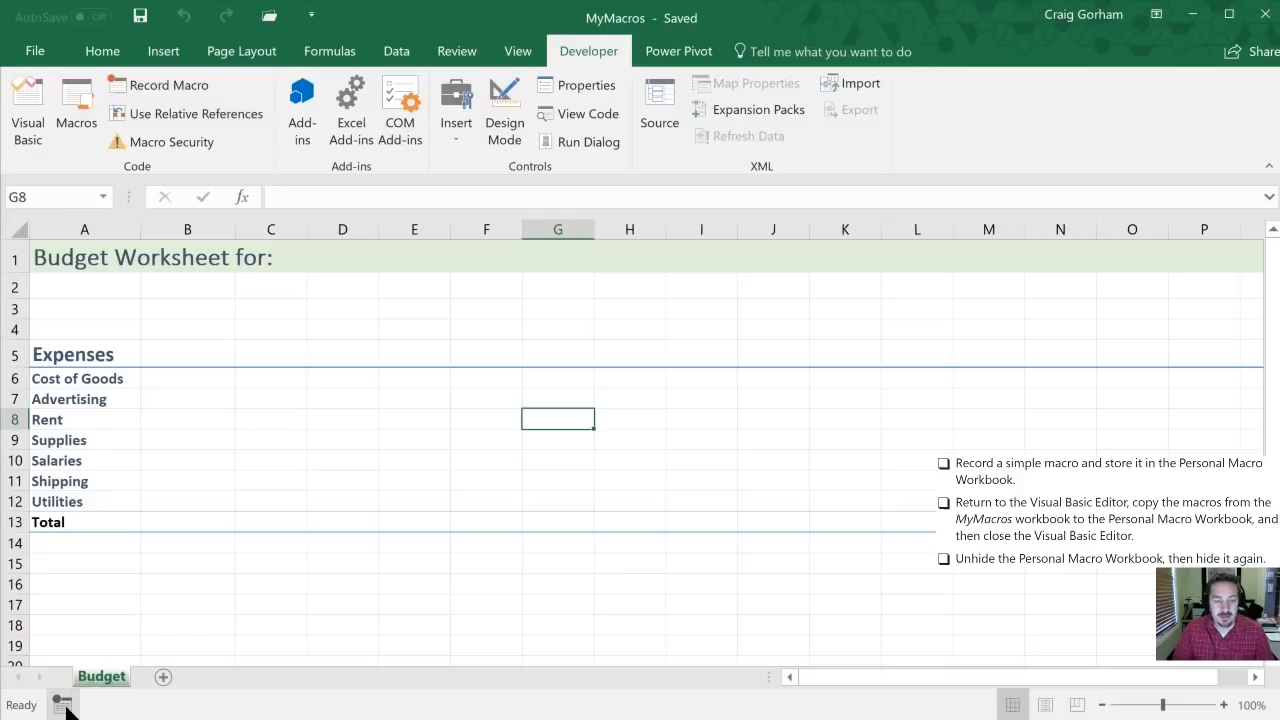 AutoSave Off
MyMacros - Saved
Craig Gorham
File Home Insert Page Layout Formulas Data Review View Developer Power Pivot Tell me what you want to do Share
Visual Basic
Macros
Record Macro
Use Relative References
Macro Security
Code
Add-ins
Excel Add-ins
COM Add-ins
Add-ins
Insert
Design Mode
Properties
View Code
Run Dialog
Controls
Source
Map Properties
Expansion Packs
Refresh Data
Import
Export
XML
G8
fx
A B C D E F G H I J K L M N O P
1 Budget Worksheet for:
2
3
4
5 Expenses
6 Cost of Goods
7 Advertising
8 Rent
9 Supplies
10 Salaries
11 Shipping
12 Utilities
13 Total
14
15
16
17
18
19
20
Record a simple macro and store it in the Personal Macro
Workbook.
Return to the Visual Basic Editor, copy the macros from the
MyMacros workbook to the Personal Macro Workbook, and
then close the Visual Basic Editor.
Unhide the Personal Macro Workbook, then hide it again.
Budget
Ready
100%